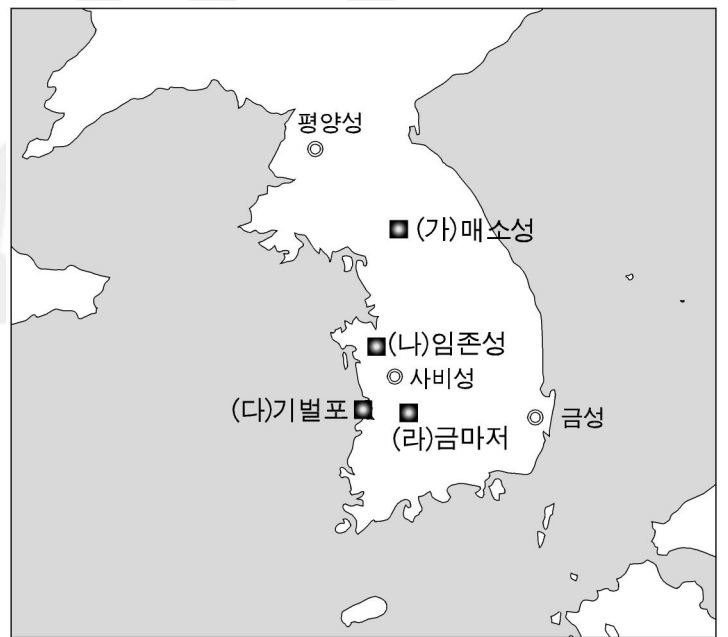 평양성
(가)매소성
(나)임존성
사비성
(다)기벌포
금성
(라)금마저